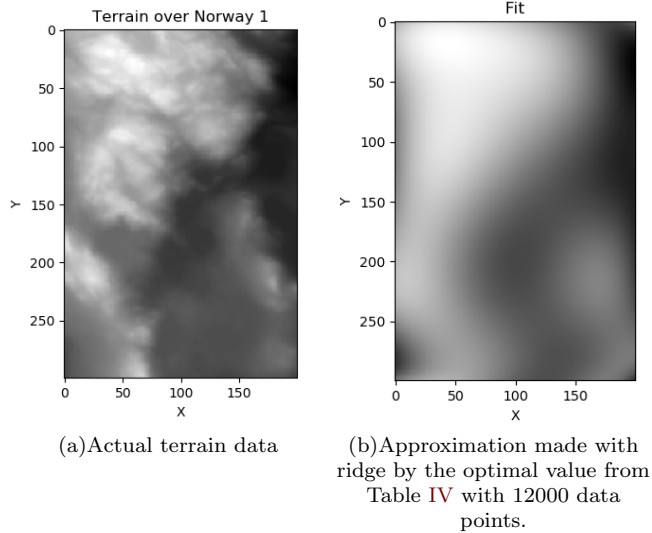 Terrain over Norway 1
0
50
100
150
200
250
Y
0 50 100 150
X
(a)Actual terrain data
Fit
0
50
100
150
200
250
Y
0 50 100 150
X
(b)Approximation made with
ridge by the optimal value from
Table IV with 12000 data
points.